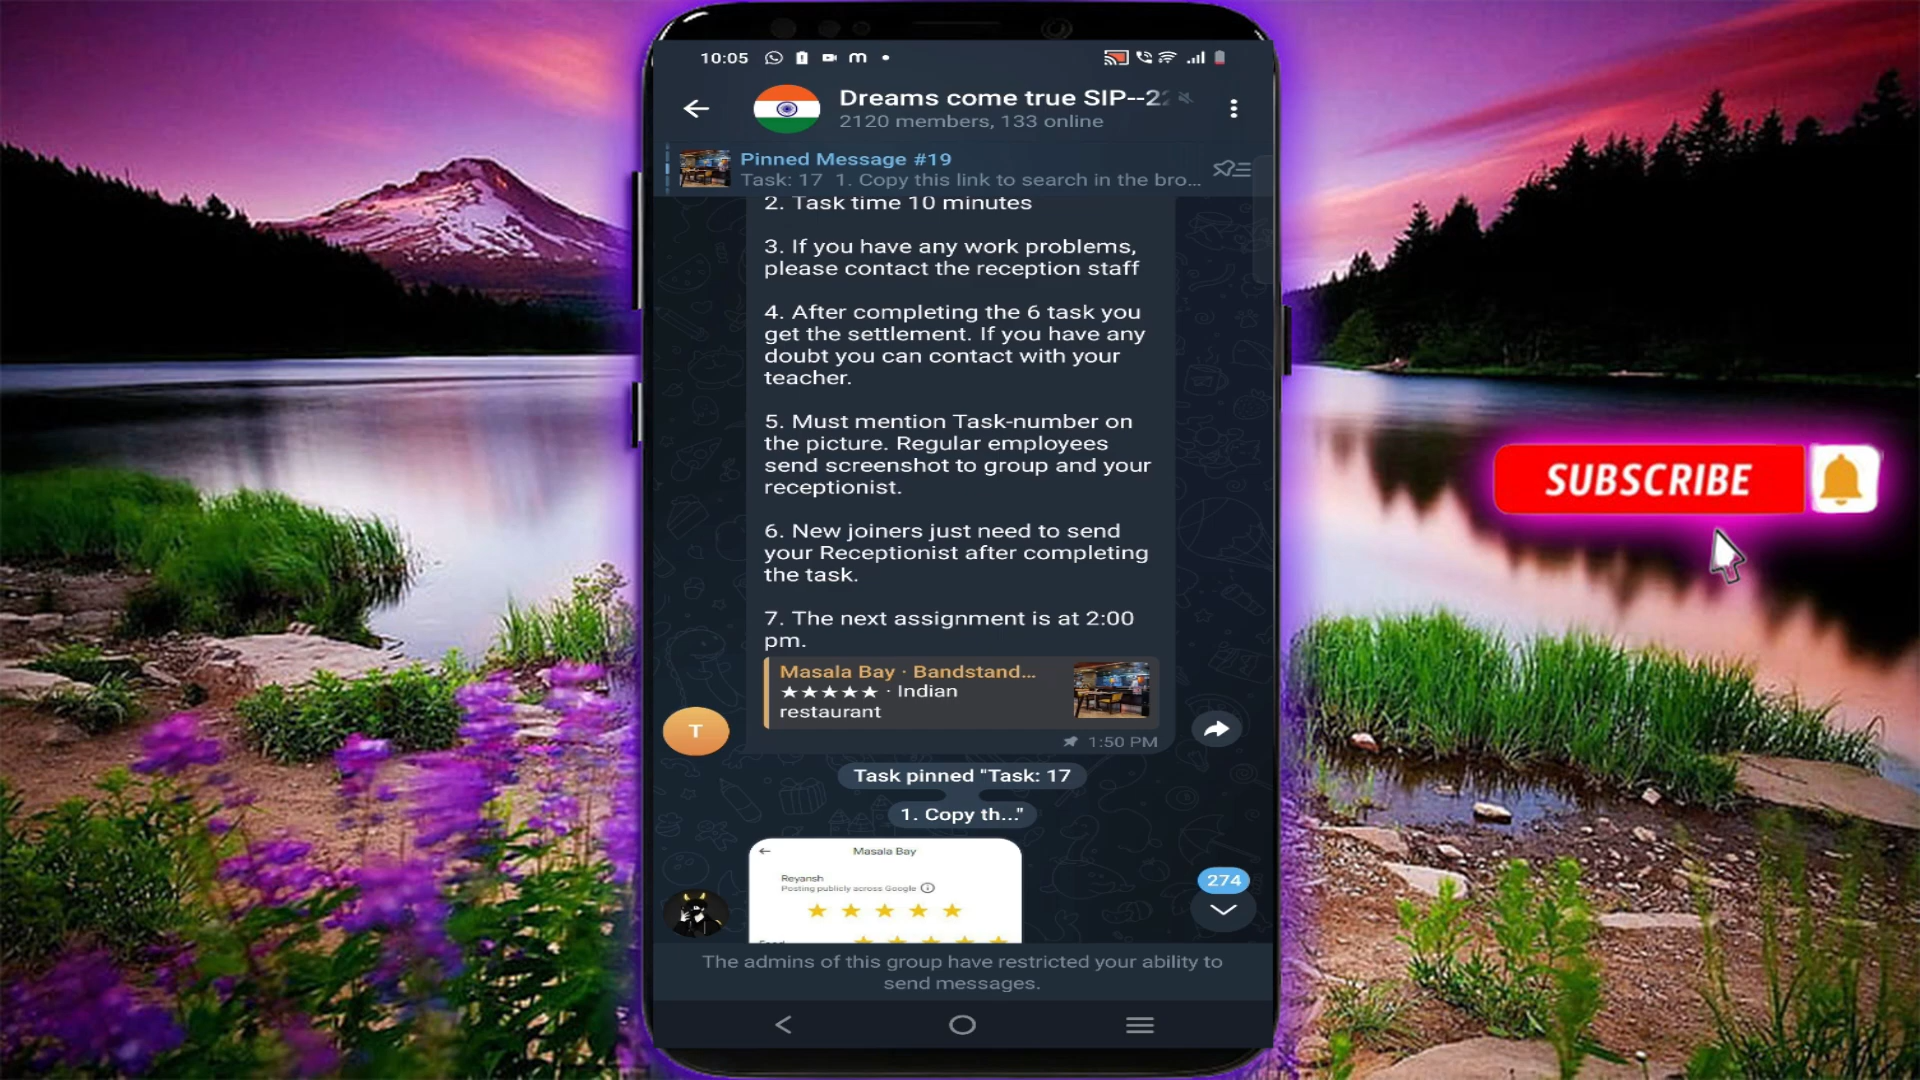 10:05
Dreams come true SIP--22
2120 members, 133 online
Pinned Message #19
Task: 17 1. Copy this link to search in the bro...
2. Task time 10 minutes
3. If you have any work problems,
please contact the reception staff
4. After completing the 6 task you
get the settlement. If you have any
doubt you can contact with your
teacher.
5. Must mention Task-number on
the picture. Regular employees
send screenshot to group and your
receptionist.
6. New joiners just need to send
your Receptionist after completing
the task.
7. The next assignment is at 2:00
pm.
Masala Bay · Bandstand...
★★★★★ · Indian
restaurant
T
1:50 PM
Task pinned "Task: 17
1. Copy th..."
Masala Bay
Reyansh
Posting publicly across Google
274
The admins of this group have restricted your ability to
send messages.
SUBSCRIBE